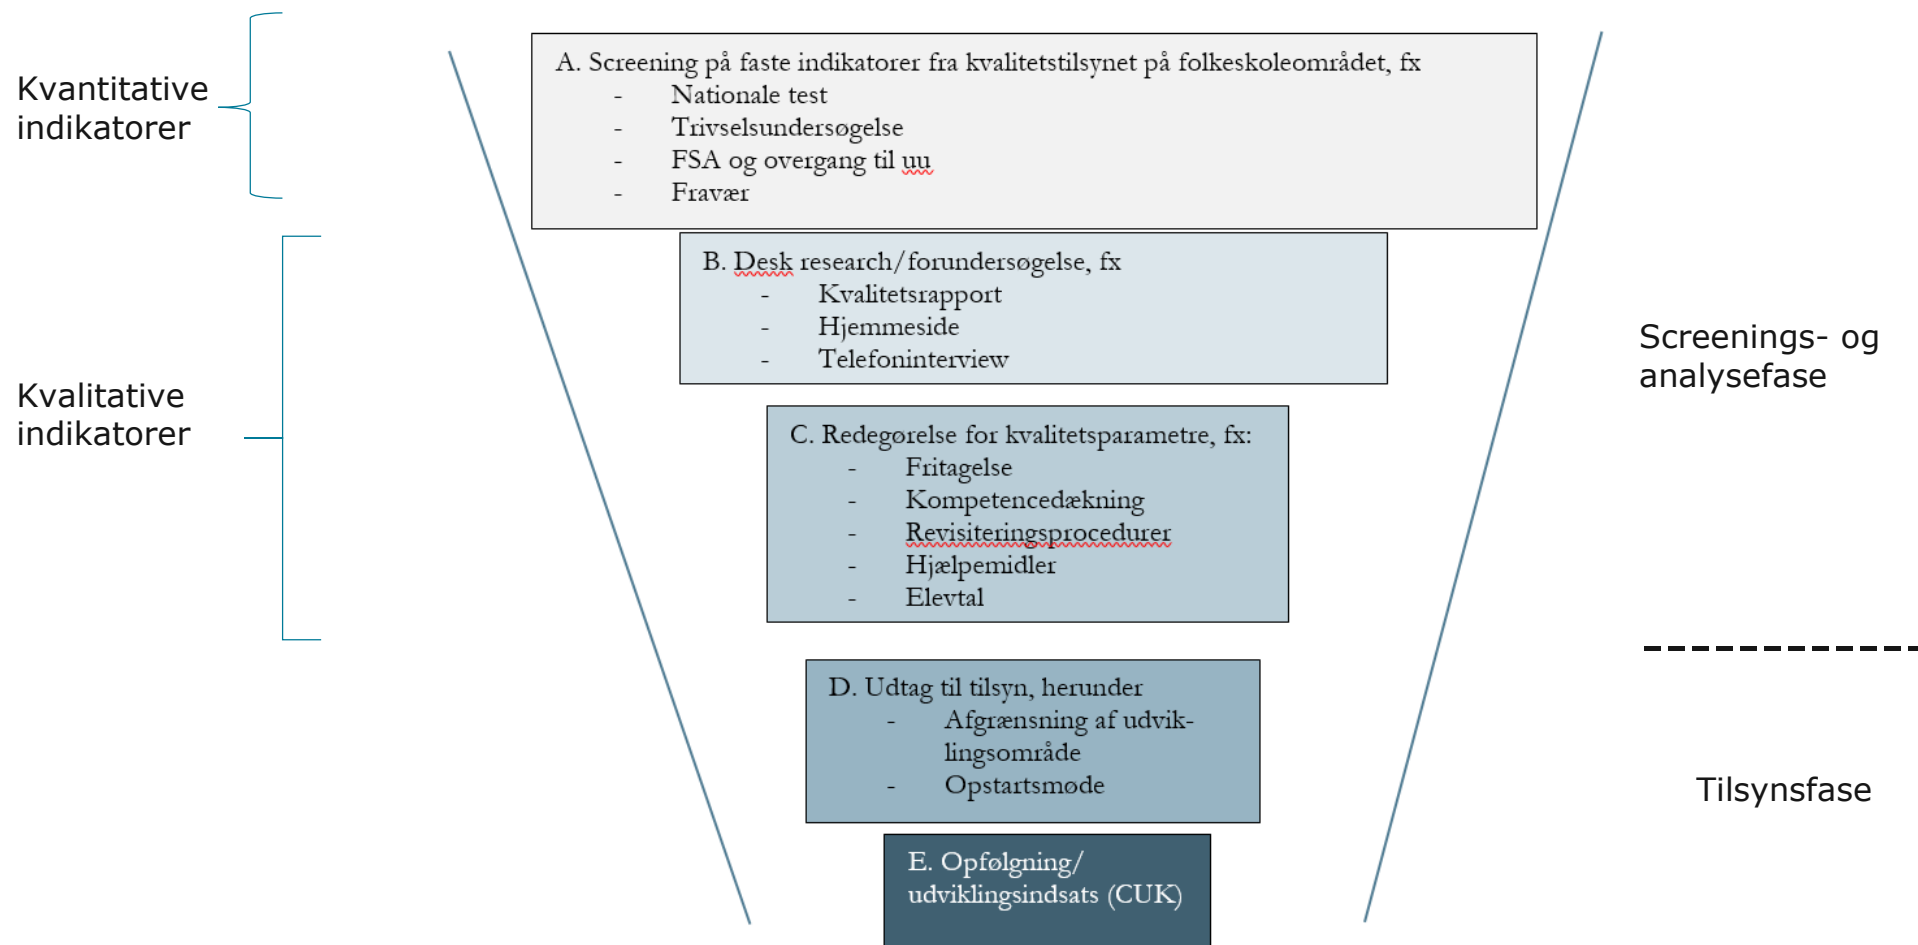 Kvantitative
indikatorer
A. Screening på faste indikatorer fra kvalitetstilsynet på folkeskoleområdet, fx
- Nationale test
- Trivselsundersøgelse
- FSA og overgang til uu
- Fravær
B. Desk research/forundersøgelse, fx
- Kvalitetsrapport
- Hjemmeside
- Telefoninterview
Kvalitative
indikatorer
C. Redegørelse for kvalitetsparametre, fx:
- Fritagelse
- Kompetencedækning
- Revisiteringsprocedurer
- Hjælpemidler
- Elevtal
Screenings- og
analysefase
D. Udtag til tilsyn, herunder
- Afgrænsning af udvik-
lingsområde
- Opstartsmøde
Tilsynsfase
E. Opfølgning/
udviklingsindsats (CUK)